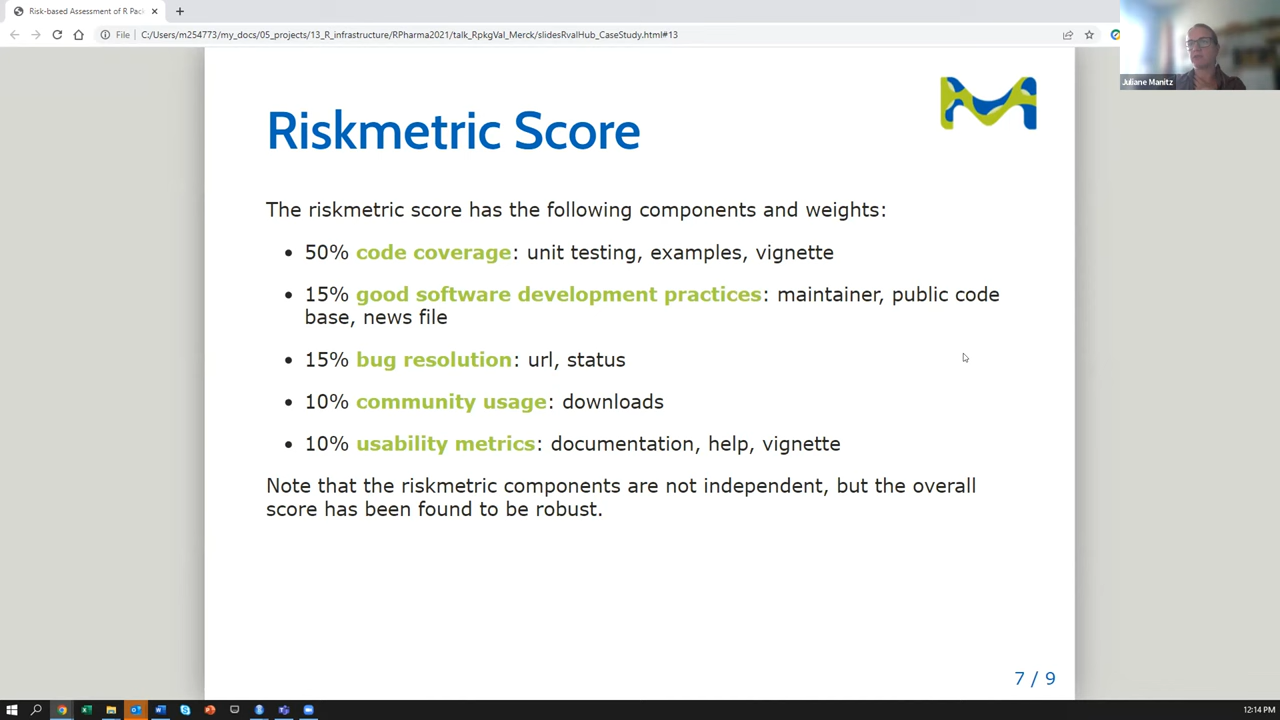 Risk-based Assessment of R Pack
File
C:/Users/m254773/my_docs/05_projects/13_R_infrastructure/RPharma2021/talk_RpkgVal_Merck/slidesRvalHub_CaseStudy.html#13
Juliane Manitz
Riskmetric Score
The riskmetric score has the following components and weights:
• 50% code coverage: unit testing, examples, vignette
• 15% good software development practices: maintainer, public code
base, news file
• 15% bug resolution: url, status
• 10% community usage: downloads
• 10% usability metrics: documentation, help, vignette
Note that the riskmetric components are not independent, but the overall
score has been found to be robust.
7 / 9
12:14 PM